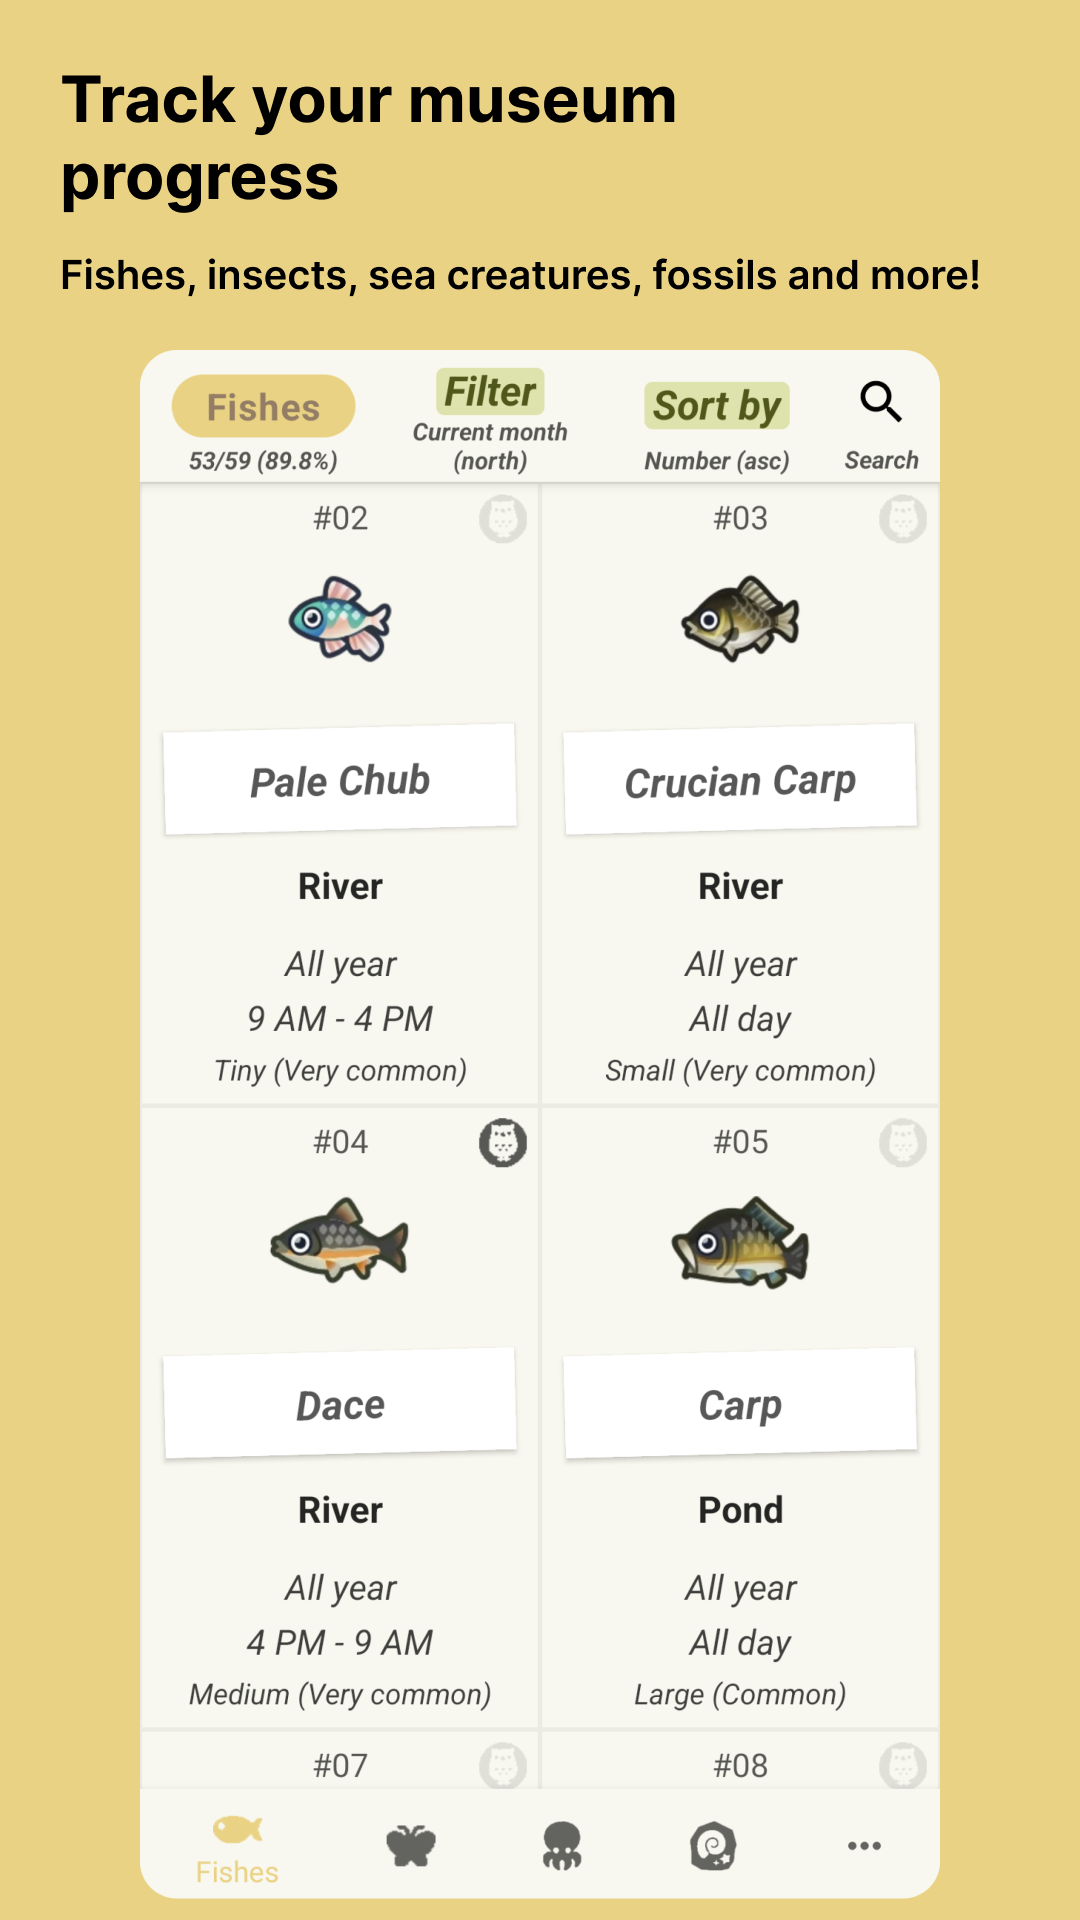 Track your museum
progress
Fishes, insects, sea creatures, fossils and more!
Fishes
53/59 (89.8%)
Filter
Current month
(north)
Sort by
Number (asc)
Search
#02
Pale Chub
River
All year
9 AM - 4 PM
Tiny (Very common)
#03
Crucian Carp
River
All year
All day
Small (Very common)
#04
Dace
River
All year
4 PM - 9 AM
Medium (Very common)
#05
Carp
Pond
All year
All day
Large (Common)
#07
#08
Fishes